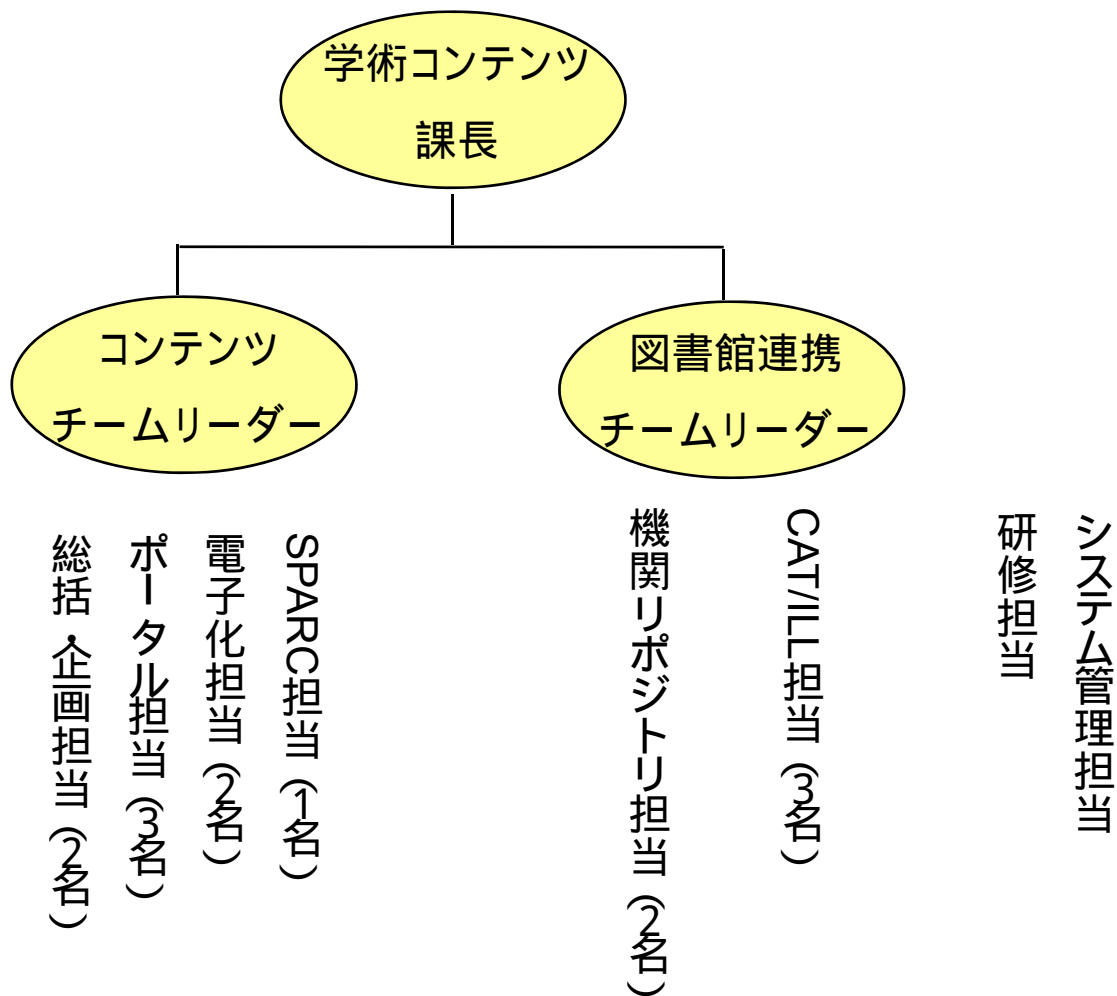 学術コンテンツ
課長
コンテンツ
チームリーダー
図書館連携
チームリーダー
総括・企画担当(2名)
ポータル担当(3名)
電子化担当(2名)
SPARC担当(1名)
機関リポジトリ担当(2名)
CAT/ILL担当(3名)
研修担当
システム管理担当